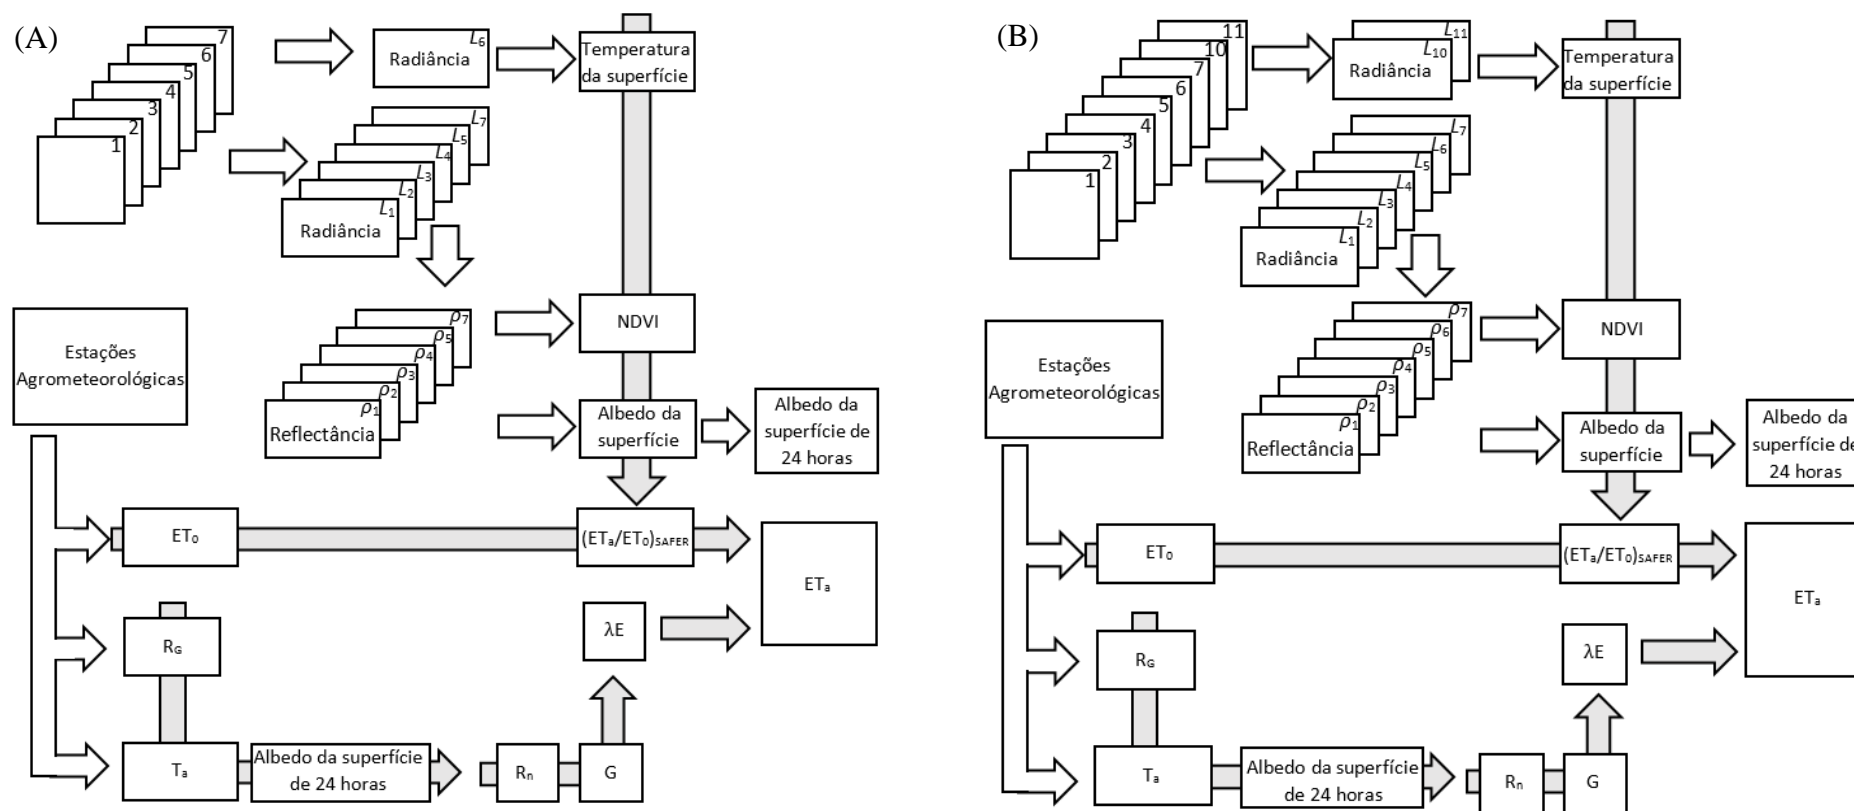 (A)
7
6
5
4
3
2
1
L6
Radiância
Temperatura
da superfície
L7
L5
L4
L3
L2
L1
Radiância
ρ7
ρ5
ρ4
ρ3
ρ2
ρ1
Reflectância
NDVI
Albedo da
superfície
Albedo da
superfície de
24 horas
Estações
Agrometeorológicas
ET0
(ETa/ET0)SAFER
ETa
RG
λE
Ta
Albedo da superfície
de 24 horas
Rn
G
(B)
11
10
7
6
5
4
3
2
1
L11
L10
Radiância
Temperatura
da superfície
L7
L6
L5
L4
L3
L2
L1
Radiância
ρ7
ρ6
ρ5
ρ4
ρ3
ρ2
ρ1
Reflectância
NDVI
Albedo da
superfície
Albedo da
superfície de
24 horas
Estações
Agrometeorológicas
ET0
(ETa/ET0)SAFER
ETa
RG
λE
Ta
Albedo da superfície
de 24 horas
Rn
G